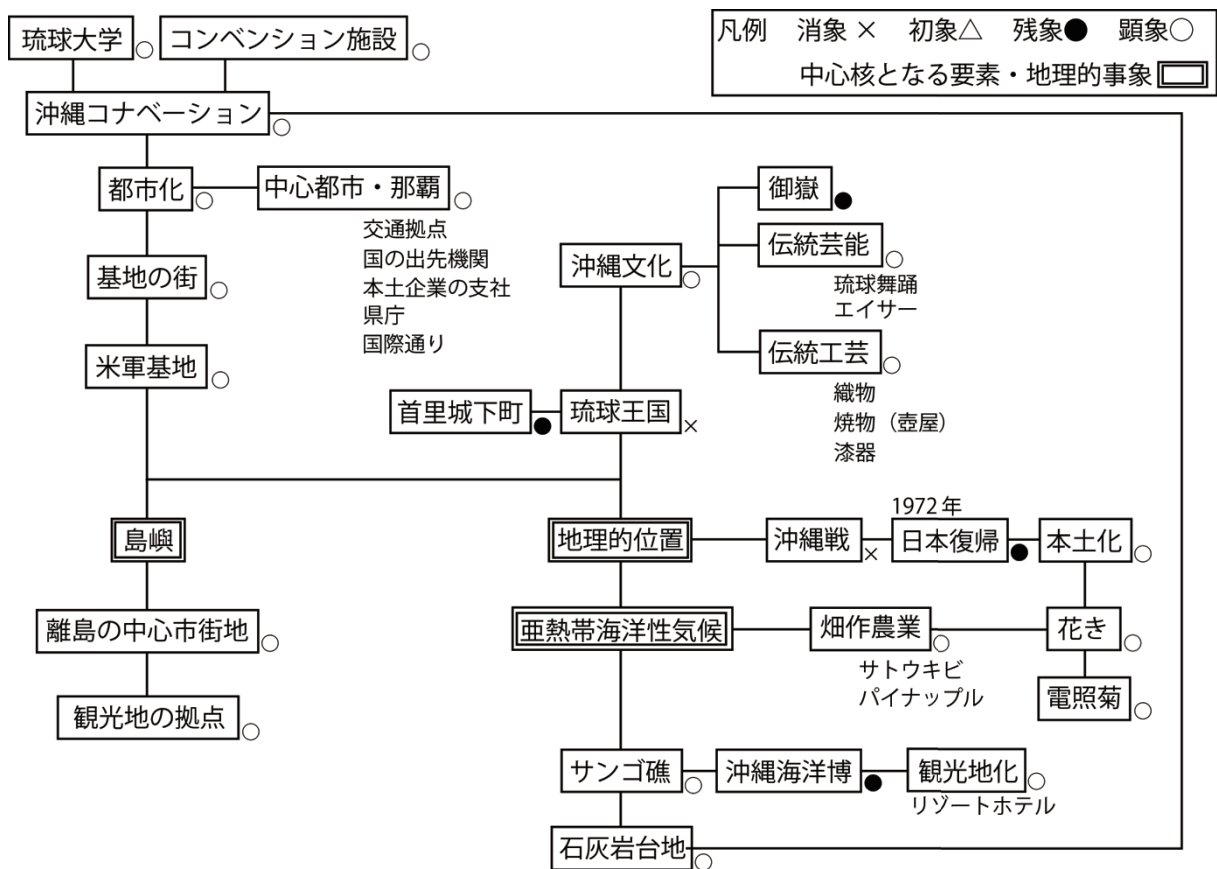 凡例 消象 × 初象△ 残象● 顕象○
中心核となる要素・地理的事象
琉球大学○
コンベンション施設○
沖縄コナベーション○
都市化○
中心都市・那覇○
交通拠点
国の出先機関
本土企業の支社
県庁
国際通り
基地の街○
米軍基地○
沖縄文化○
御嶽●
伝統芸能○
琉球舞踊
エイサー
伝統工芸○
織物
焼物（壺屋）
漆器
首里城下町●
琉球王国×
島嶼
離島の中心市街地○
観光地の拠点○
地理的位置
沖縄戦×
1972年
日本復帰●
本土化○
亜熱帯海洋性気候
畑作農業○
サトウキビ
パイナップル
花き○
電照菊○
サンゴ礁○
沖縄海洋博●
観光地化○
リゾートホテル
石灰岩台地○